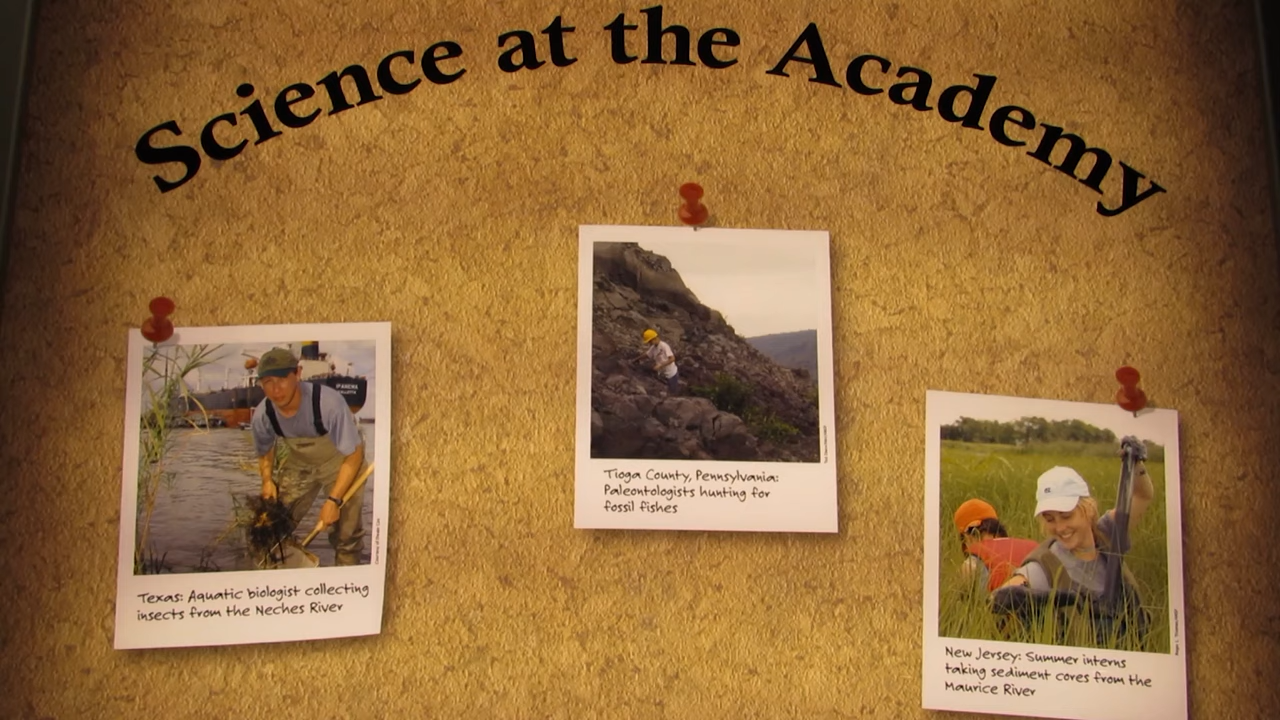 Science at the Academy
Texas: Aquatic biologist collecting
insects from the Neches River
Tioga County, Pennsylvania:
Paleontologists hunting for
fossil fishes
New Jersey: Summer interns
taking sediment cores from the
Maurice River